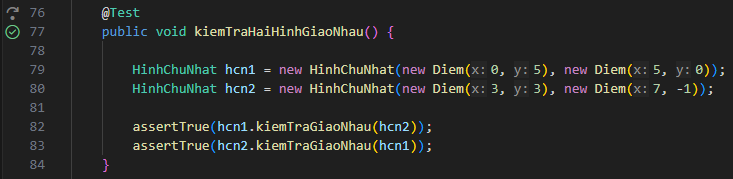 76 @Test
77 public void kiemTraHaiHinhGiaoNhau() {
78
79 HinhChuNhat hcn1 = new HinhChuNhat(new Diem(x: 0, y: 5), new Diem(x: 5, y: 0));
80 HinhChuNhat hcn2 = new HinhChuNhat(new Diem(x: 3, y: 3), new Diem(x: 7, -1));
81
82 assertTrue(hcn1.kiemTraGiaoNhau(hcn2));
83 assertTrue(hcn2.kiemTraGiaoNhau(hcn1));
84 }